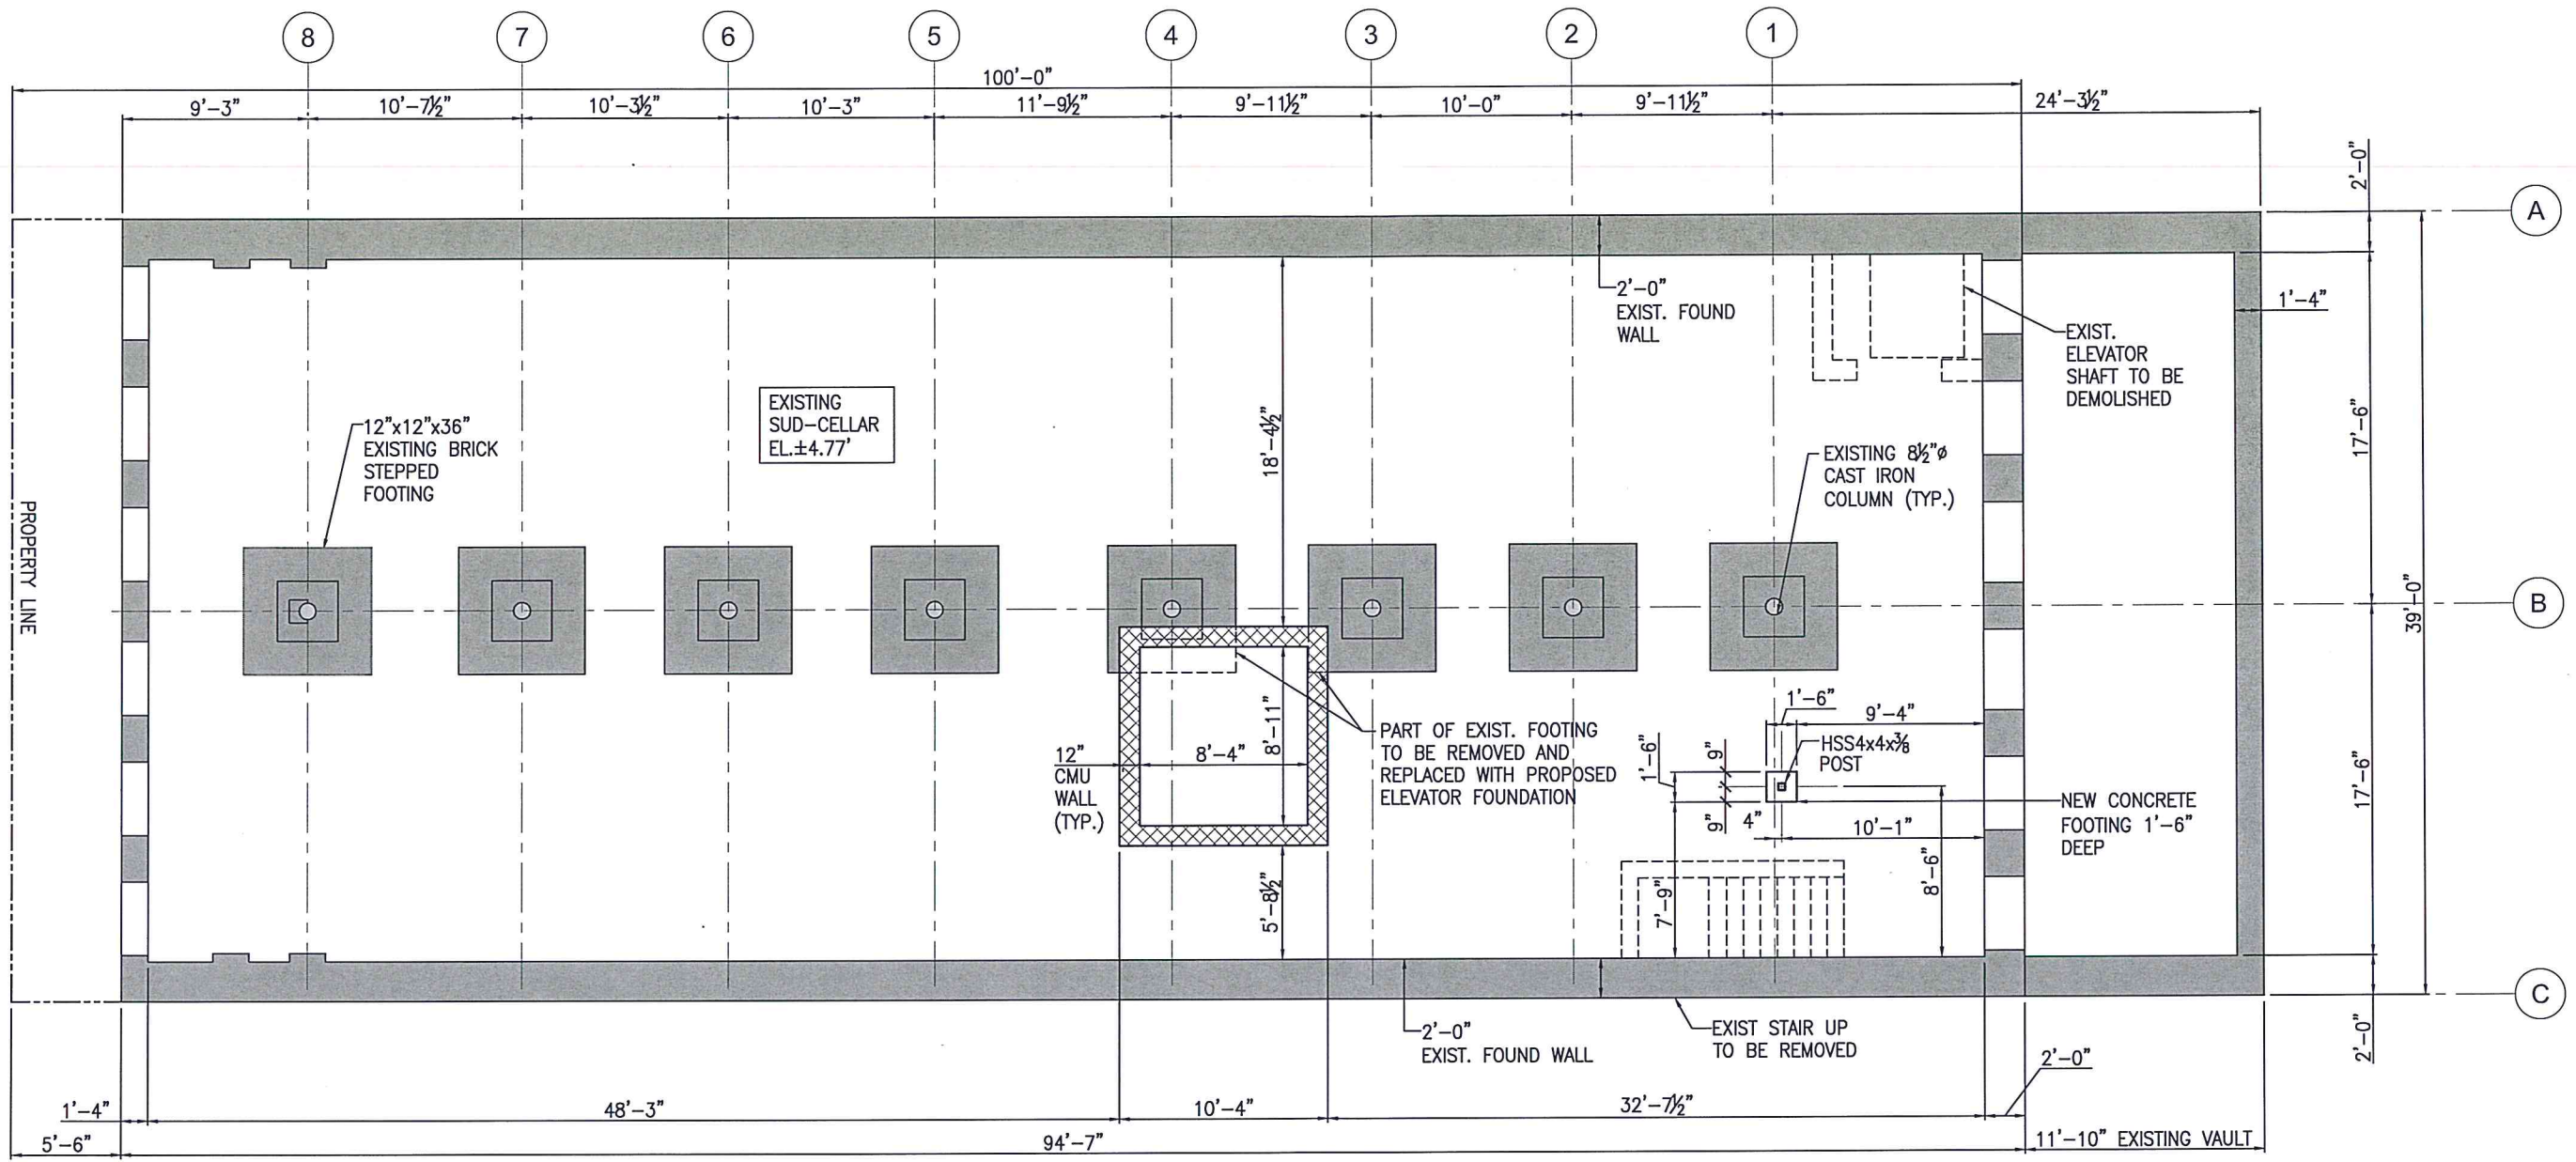 8 7 6 5 4 3 2 1
100'-0"
9'-3" 10'-7½" 10'-3½" 10'-3" 11'-9½" 9'-11½" 10'-0" 9'-11½" 24'-3½"
2'-0"
A
2'-0"
EXIST. FOUND
WALL
1'-4"
EXIST.
ELEVATOR
SHAFT TO BE
DEMOLISHED
17'-6"
12"x12"x36"
EXISTING BRICK
STEPPED
FOOTING
EXISTING
SUD-CELLAR
EL.±4.77'
18'-4½"
EXISTING 8½"ø
CAST IRON
COLUMN (TYP.)
PROPERTY LINE
39'-0"
B
12"
CMU
WALL
(TYP.)
8'-4"
8'-11"
PART OF EXIST. FOOTING
TO BE REMOVED AND
REPLACED WITH PROPOSED
ELEVATOR FOUNDATION
1'-6"
9'-4"
1'-6"
9"
9"
HSS4x4x⅜
POST
4"
10'-1"
NEW CONCRETE
FOOTING 1'-6"
DEEP
17'-6"
5'-8½"
7'-9"
8'-6"
C
2'-0"
EXIST. FOUND WALL
EXIST STAIR UP
TO BE REMOVED
2'-0"
2'-0"
1'-4" 48'-3" 10'-4" 32'-7½"
5'-6" 94'-7" 11'-10" EXISTING VAULT